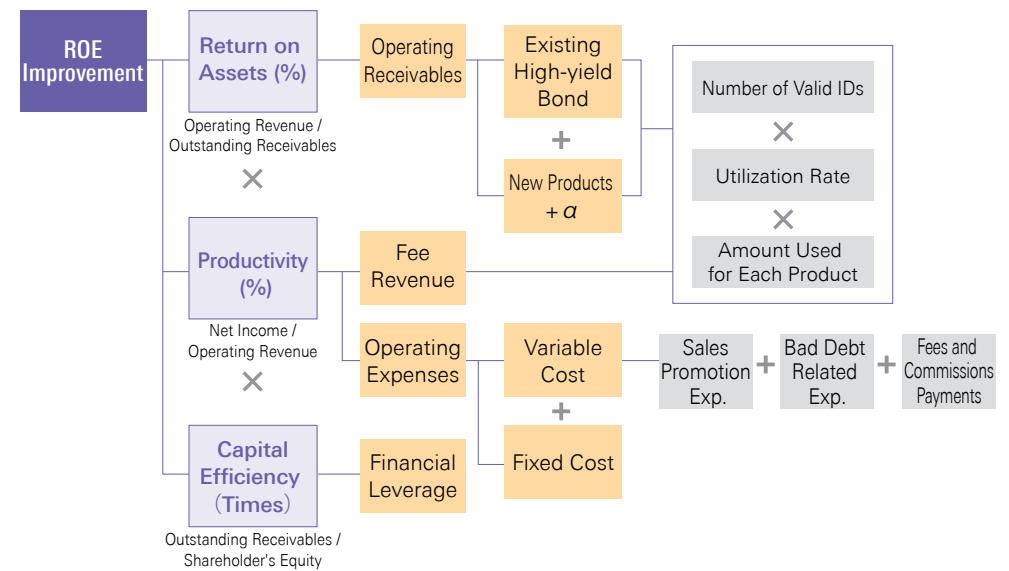 ROE
Improvement
Return on
Assets (%)
Operating Revenue /
Outstanding Receivables
×
Productivity
(%)
Net Income /
Operating Revenue
×
Capital
Efficiency
(Times)
Outstanding Receivables /
Shareholder's Equity
Operating
Receivables
Existing
High-yield
Bond
+
New Products
+ α
Number of Valid IDs
×
Utilization Rate
×
Amount Used
for Each Product
Fee
Revenue
Operating
Expenses
Variable
Cost
+
Fixed Cost
Sales
Promotion
Exp.
+
Bad Debt
Related
Exp.
+
Fees and
Commissions
Payments
Financial
Leverage